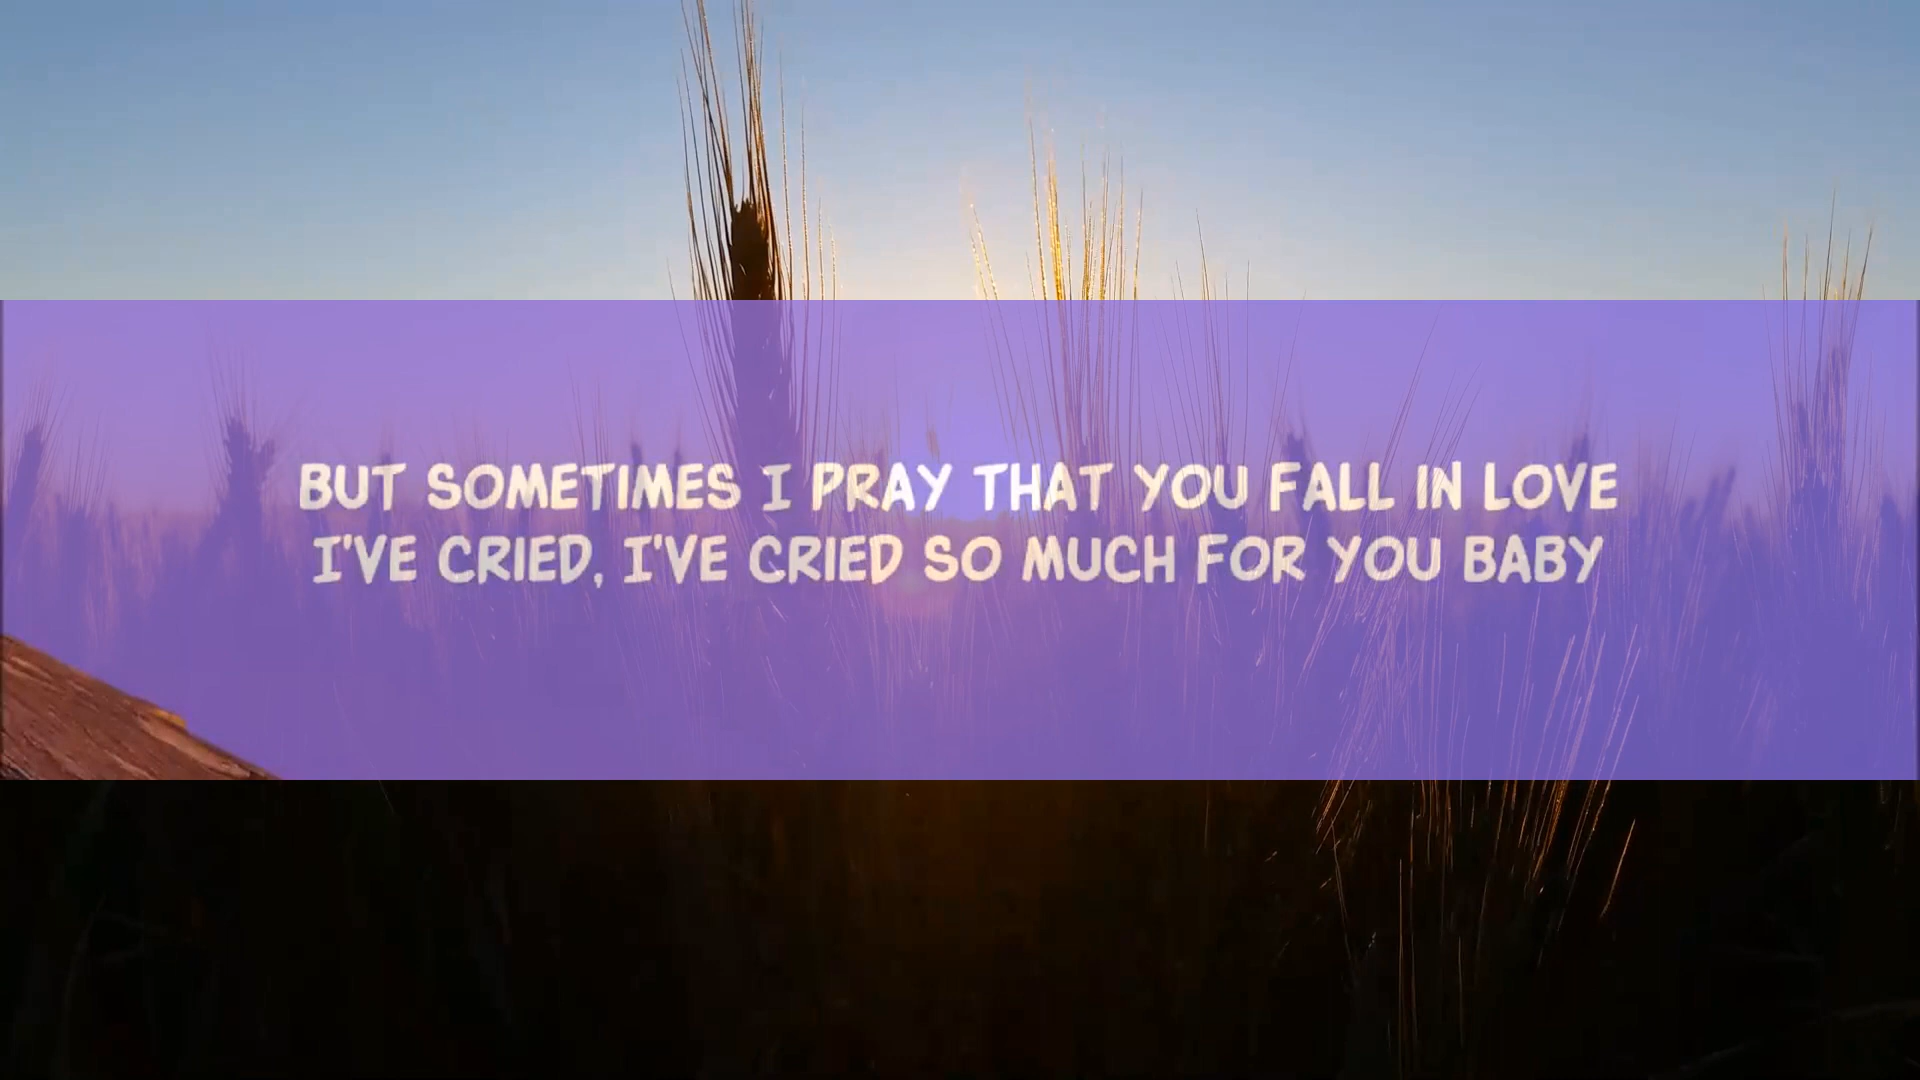 BUT SOMETIMES I PRAY THAT YOU FALL IN LOVE
I'VE CRIED, I'VE CRIED SO MUCH FOR YOU BABY